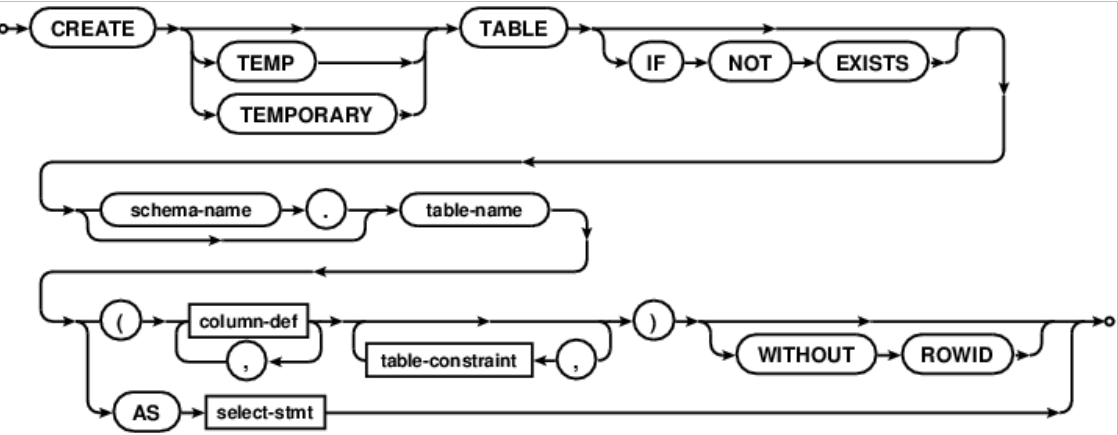 CREATE TABLE
TEMP IF NOT EXISTS
TEMPORARY
schema-name . table-name
( column-def )
, table-constraint , WITHOUT ROWID
AS select-stmt